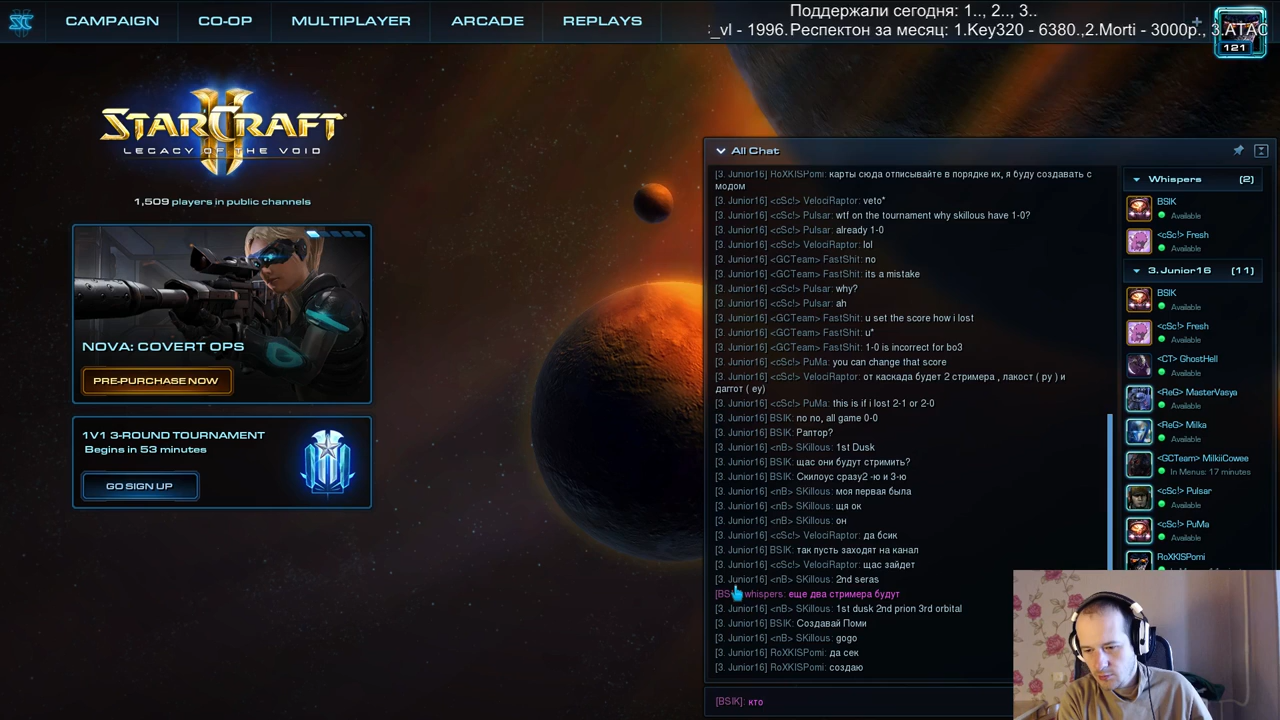 CAMPAIGN
CO-OP
MULTIPLAYER
ARCADE
REPLAYS
Поддержали сегодня: 1.., 2.., 3..
_vl - 1996. Респектон за месяц: 1.Key320 - 6380.,2.Morti - 3000р., 3.ATAC
121
STARCRAFT
II
LEGACY OF THE VOID
1,509 players in public channels
NOVA: COVERT OPS
PRE-PURCHASE NOW
1V1 3-ROUND TOURNAMENT
Begins in 53 minutes
GO SIGN UP
All Chat
[3. Junior16] RoXKISPomi: карты сюда отписывайте в порядке их, я буду создавать с
модом
[3. Junior16] <cSc!> VelociRaptor: veto*
[3. Junior16] <cSc!> Pulsar: wtf on the tournament why skillous have 1-0?
[3. Junior16] <cSc!> Pulsar: already 1-0
[3. Junior16] <cSc!> VelociRaptor: lol
[3. Junior16] <GCTeam> FastShit: no
[3. Junior16] <GCTeam> FastShit: its a mistake
[3. Junior16] <cSc!> Pulsar: why?
[3. Junior16] <cSc!> Pulsar: ah
[3. Junior16] <GCTeam> FastShit: u set the score how i lost
[3. Junior16] <GCTeam> FastShit: u*
[3. Junior16] <GCTeam> FastShit: 1-0 is incorrect for bo3
[3. Junior16] <cSc!> PuMa: you can change that score
[3. Junior16] <cSc!> VelociRaptor: от каскада будет 2 стримера , лакост ( ру ) и
даггот ( еу)
[3. Junior16] <cSc!> PuMa: this is if i lost 2-1 or 2-0
[3. Junior16] BSIK: no no, all game 0-0
[3. Junior16] BSIK: Раптор?
[3. Junior16] <nB> SKillous: 1st Dusk
[3. Junior16] BSIK: щас они будут стримить?
[3. Junior16] BSIK: Скилоус сразу2 -ю и 3-ю
[3. Junior16] <nB> SKillous: моя первая была
[3. Junior16] <nB> SKillous: щя ок
[3. Junior16] <nB> SKillous: он
[3. Junior16] <cSc!> VelociRaptor: да бсик
[3. Junior16] BSIK: так пусть заходят на канал
[3. Junior16] <cSc!> VelociRaptor: щас зайдет
[3. Junior16] <nB> SKillous: 2nd seras
[BS whispers: еще два стримера будут
[3. Junior16] <nB> SKillous: 1st dusk 2nd prion 3rd orbital
[3. Junior16] BSIK: Создавай Поми
[3. Junior16] <nB> SKillous: gogo
[3. Junior16] RoXKISPomi: да сек
[3. Junior16] RoXKISPomi: создаю
[BSIK]: кто
Whispers (2)
BSIK
Available
<cSc!> Fresh
Available
3. Junior16 (11)
BSIK
Available
<cSc!> Fresh
Available
<CT> GhostHell
Available
<ReG> MasterVasya
Available
<ReG> Milka
Available
<GCTeam> MilkiiCowee
In Menus: 17 minutes
<cSc!> Pulsar
Available
<cSc!> PuMa
Available
RoXKISPomi